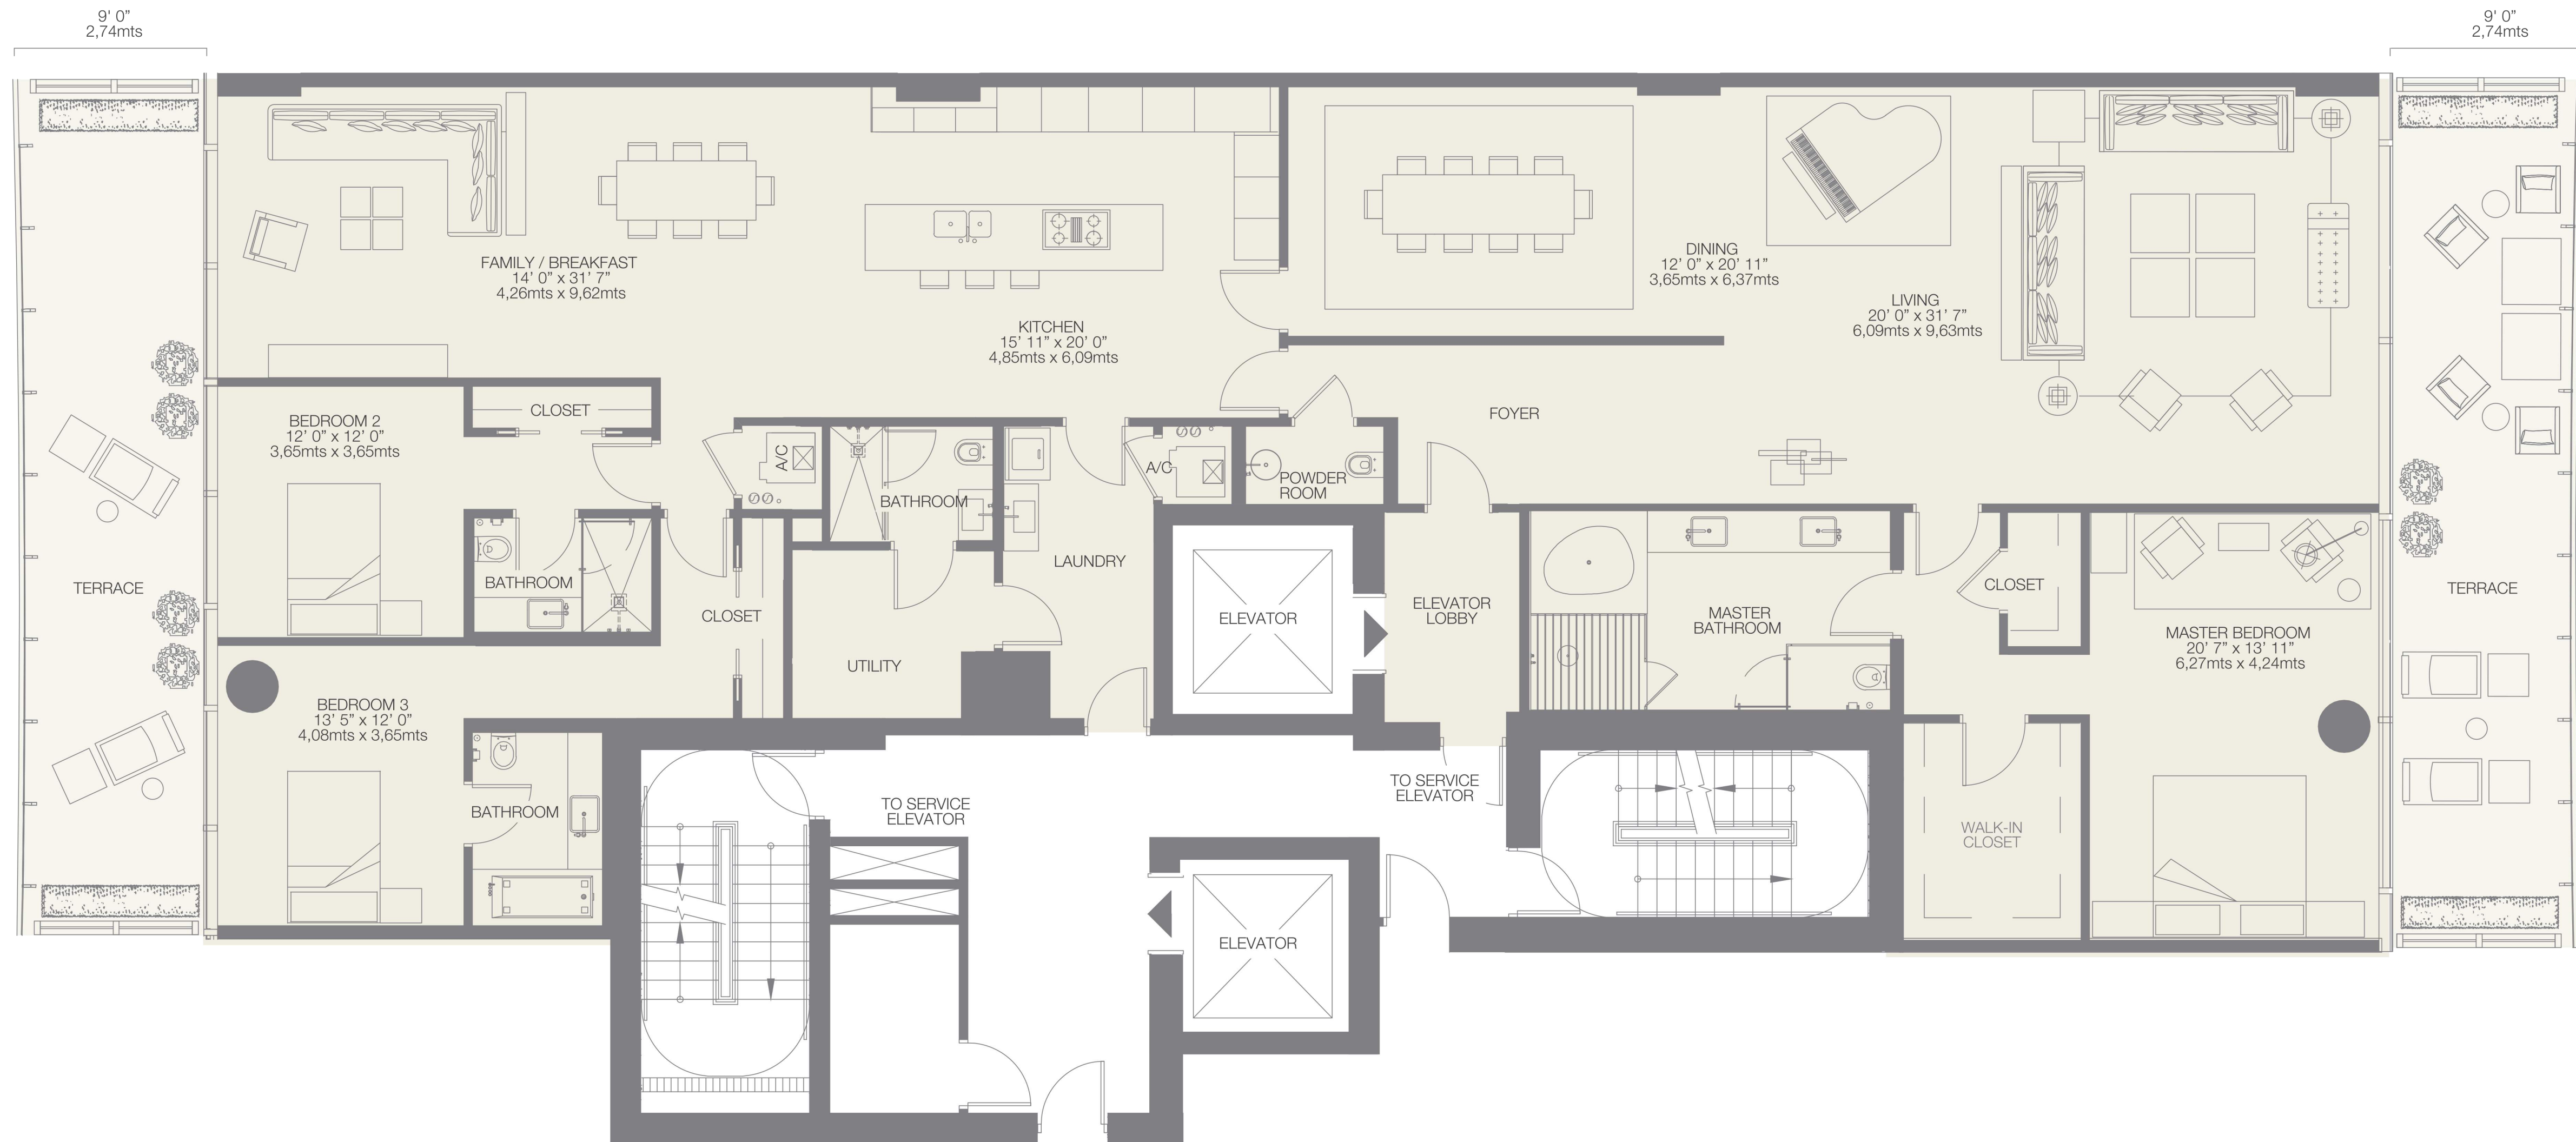 9' 0”
2,74mts
9' 0”
2,74mts
FAMILY / BREAKFAST
14’ 0” x 31’ 7”
4,26mts x 9,62mts
KITCHEN
15’ 11” x 20’ 0”
4,85mts x 6,09mts
DINING
12’ 0” x 20’ 11”
3,65mts x 6,37mts
LIVING
20’ 0” x 31’ 7”
6,09mts x 9,63mts
FOYER
BEDROOM 2
12’ 0” x 12’ 0”
3,65mts x 3,65mts
CLOSET
A/C
BATHROOM
A/C
POWDER
ROOM
LAUNDRY
TERRACE
BATHROOM
CLOSET
ELEVATOR
ELEVATOR
LOBBY
MASTER
BATHROOM
CLOSET
TERRACE
MASTER BEDROOM
20’ 7” x 13’ 11”
6,27mts x 4,24mts
UTILITY
BEDROOM 3
13’ 5” x 12’ 0”
4,08mts x 3,65mts
BATHROOM
TO SERVICE
ELEVATOR
TO SERVICE
ELEVATOR
WALK-IN
CLOSET
ELEVATOR